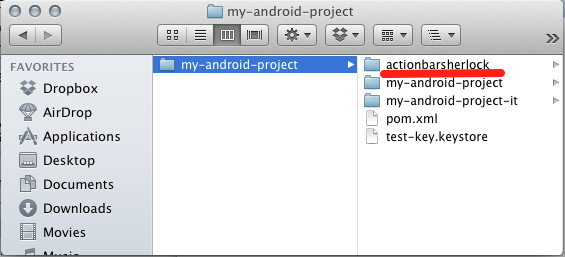 my-android-project
FAVORITES
Dropbox
AirDrop
Applications
Desktop
Documents
Downloads
Movies
my-android-project
actionbarsherlock
my-android-project
my-android-project-it
pom.xml
test-key.keystore